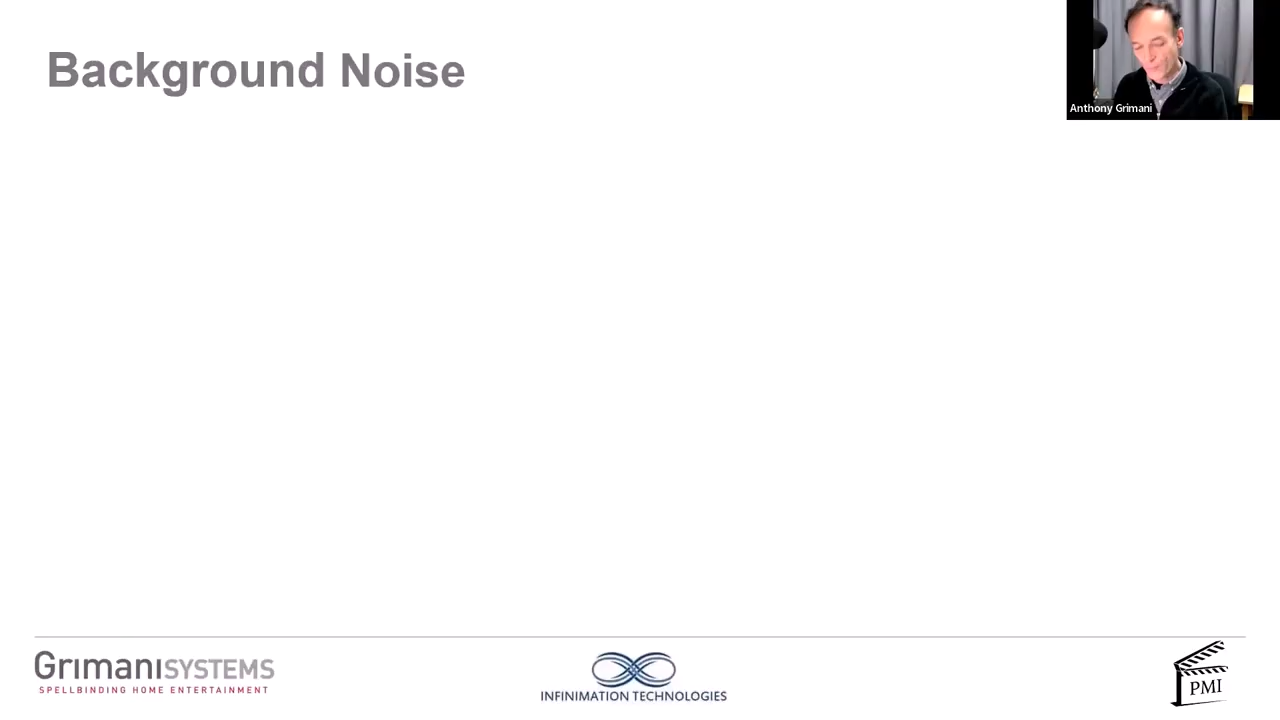 Background Noise
Anthony Grimani
GrimaniSYSTEMS
SPELLBINDING HOME ENTERTAINMENT
INFINIMATION TECHNOLOGIES
PMI